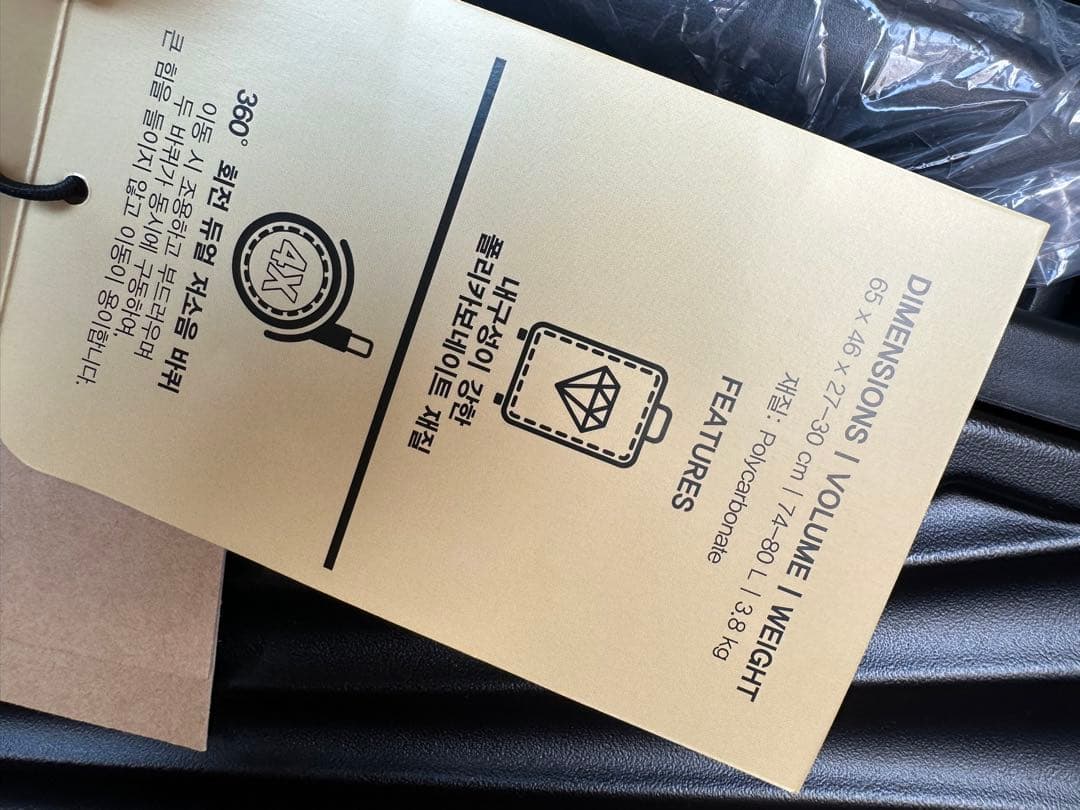 DIMENSIONS | VOLUME | WEIGHT
65 x 46 x 27–30 cm | 74–80 L | 3.8 kg
재질: Polycarbonate
FEATURES
내구성이 강한
폴리카보네이트 재질
4X
360° 회전 듀얼 저소음 바퀴
이동 시 조용하고 부드러우며
두 바퀴가 동시에 구동하여,
큰 힘을 들이지 않고 이동이 용이합니다.